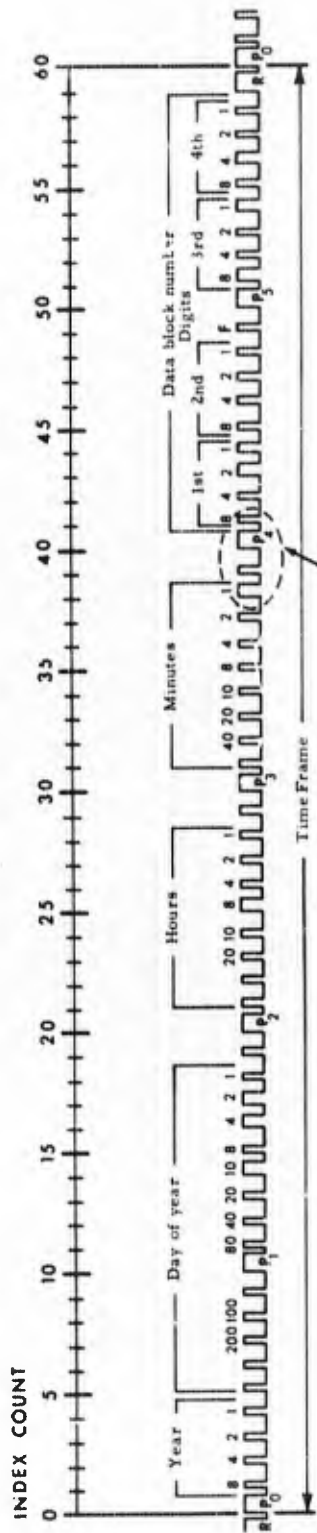 INDEX COUNT
0 5 10 15 20 25 30 35 40 45 50 55 60
Year Day of year Hours Minutes Data block number
Digits
1st 2nd 3rd 4th
8 4 2 1 200 100 80 40 20 10 8 4 2 1 20 10 8 4 2 1 40 20 10 8 4 2 1 8 4 2 1 8 4 2 1 F 8 4 2 1 8 4 2 1
R P0 P1 P2 P3 P4 P5 R P0
Time Frame